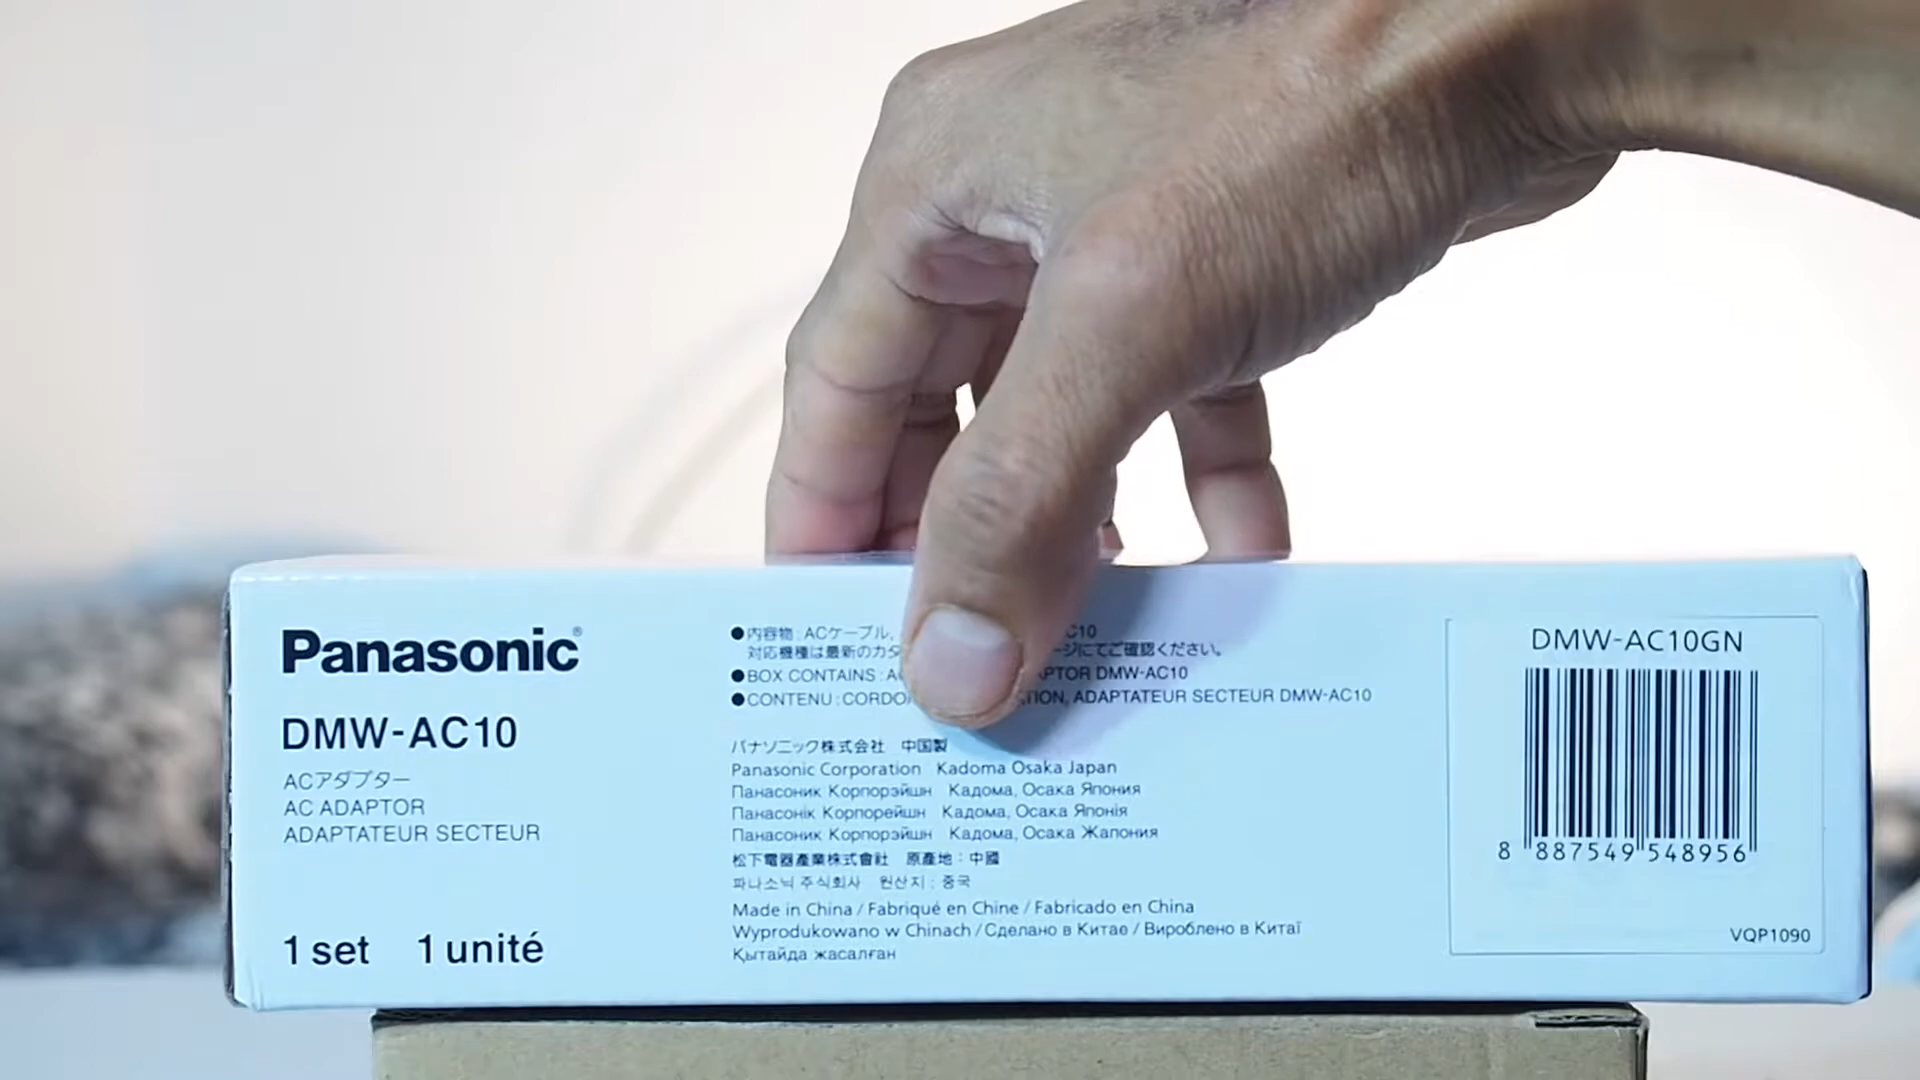 Panasonic®
DMW-AC10
ACアダプター
AC ADAPTOR
ADAPTATEUR SECTEUR
1 set 1 unité
●内容物:ACケーブル, C10
対応機種は最新のカタ ージにてご確認ください。
●BOX CONTAINS : AC APTOR DMW-AC10
●CONTENU : CORDO TION, ADAPTATEUR SECTEUR DMW-AC10
パナソニック株式会社 中国製
Panasonic Corporation Kadoma Osaka Japan
Панасоник Корпорэйшн Кадома, Осака Япония
Панасонік Корпорейшн Кадома, Осака Японія
Панасоник Корпорэйшн Кадома, Осака Жапония
松下電器產業株式會社 原產地:中國
파나소닉 주식회사 원산지 : 중국
Made in China / Fabriqué en Chine / Fabricado en China
Wyprodukowano w Chinach / Сделано в Китае / Вироблено в Китаї
Қытайда жасалған
DMW-AC10GN
8 887549 548956
VQP1090